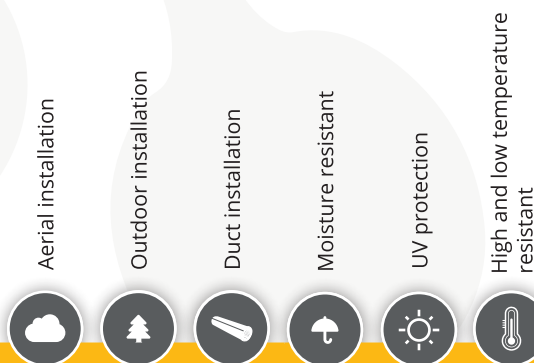 Aerial installation
Outdoor installation
Duct installation
Moisture resistant
UV protection
High and low temperature
resistant